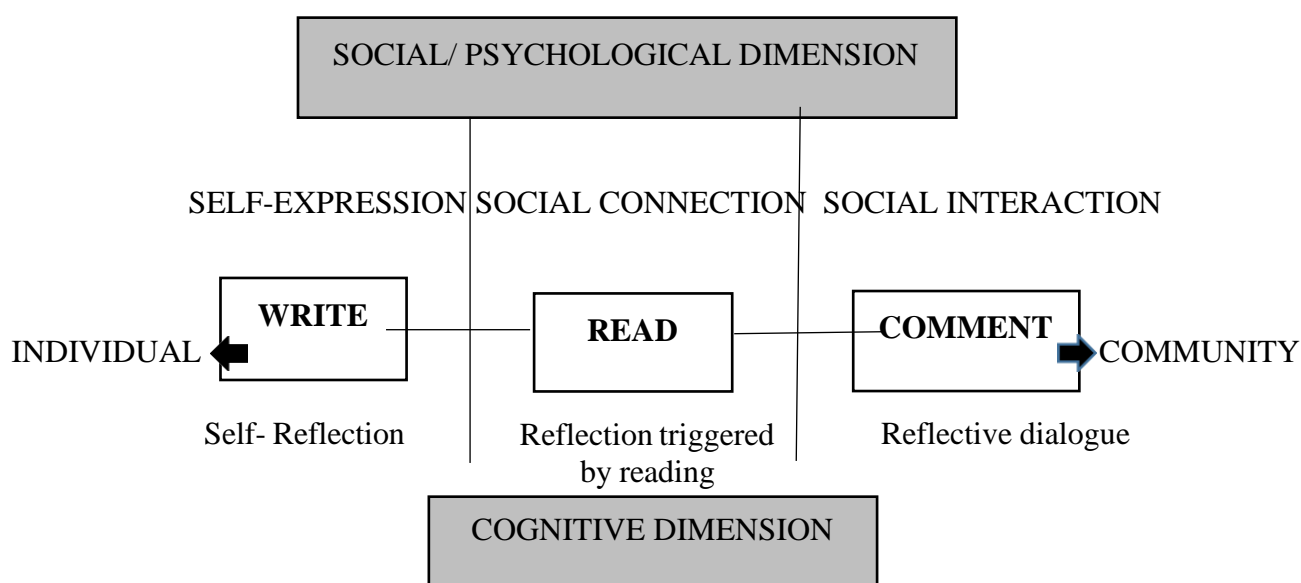 SOCIAL/ PSYCHOLOGICAL DIMENSION
SELF-EXPRESSION SOCIAL CONNECTION SOCIAL INTERACTION
WRITE
READ
COMMENT
INDIVIDUAL
COMMUNITY
Self- Reflection
Reflection triggered
by reading
Reflective dialogue
COGNITIVE DIMENSION